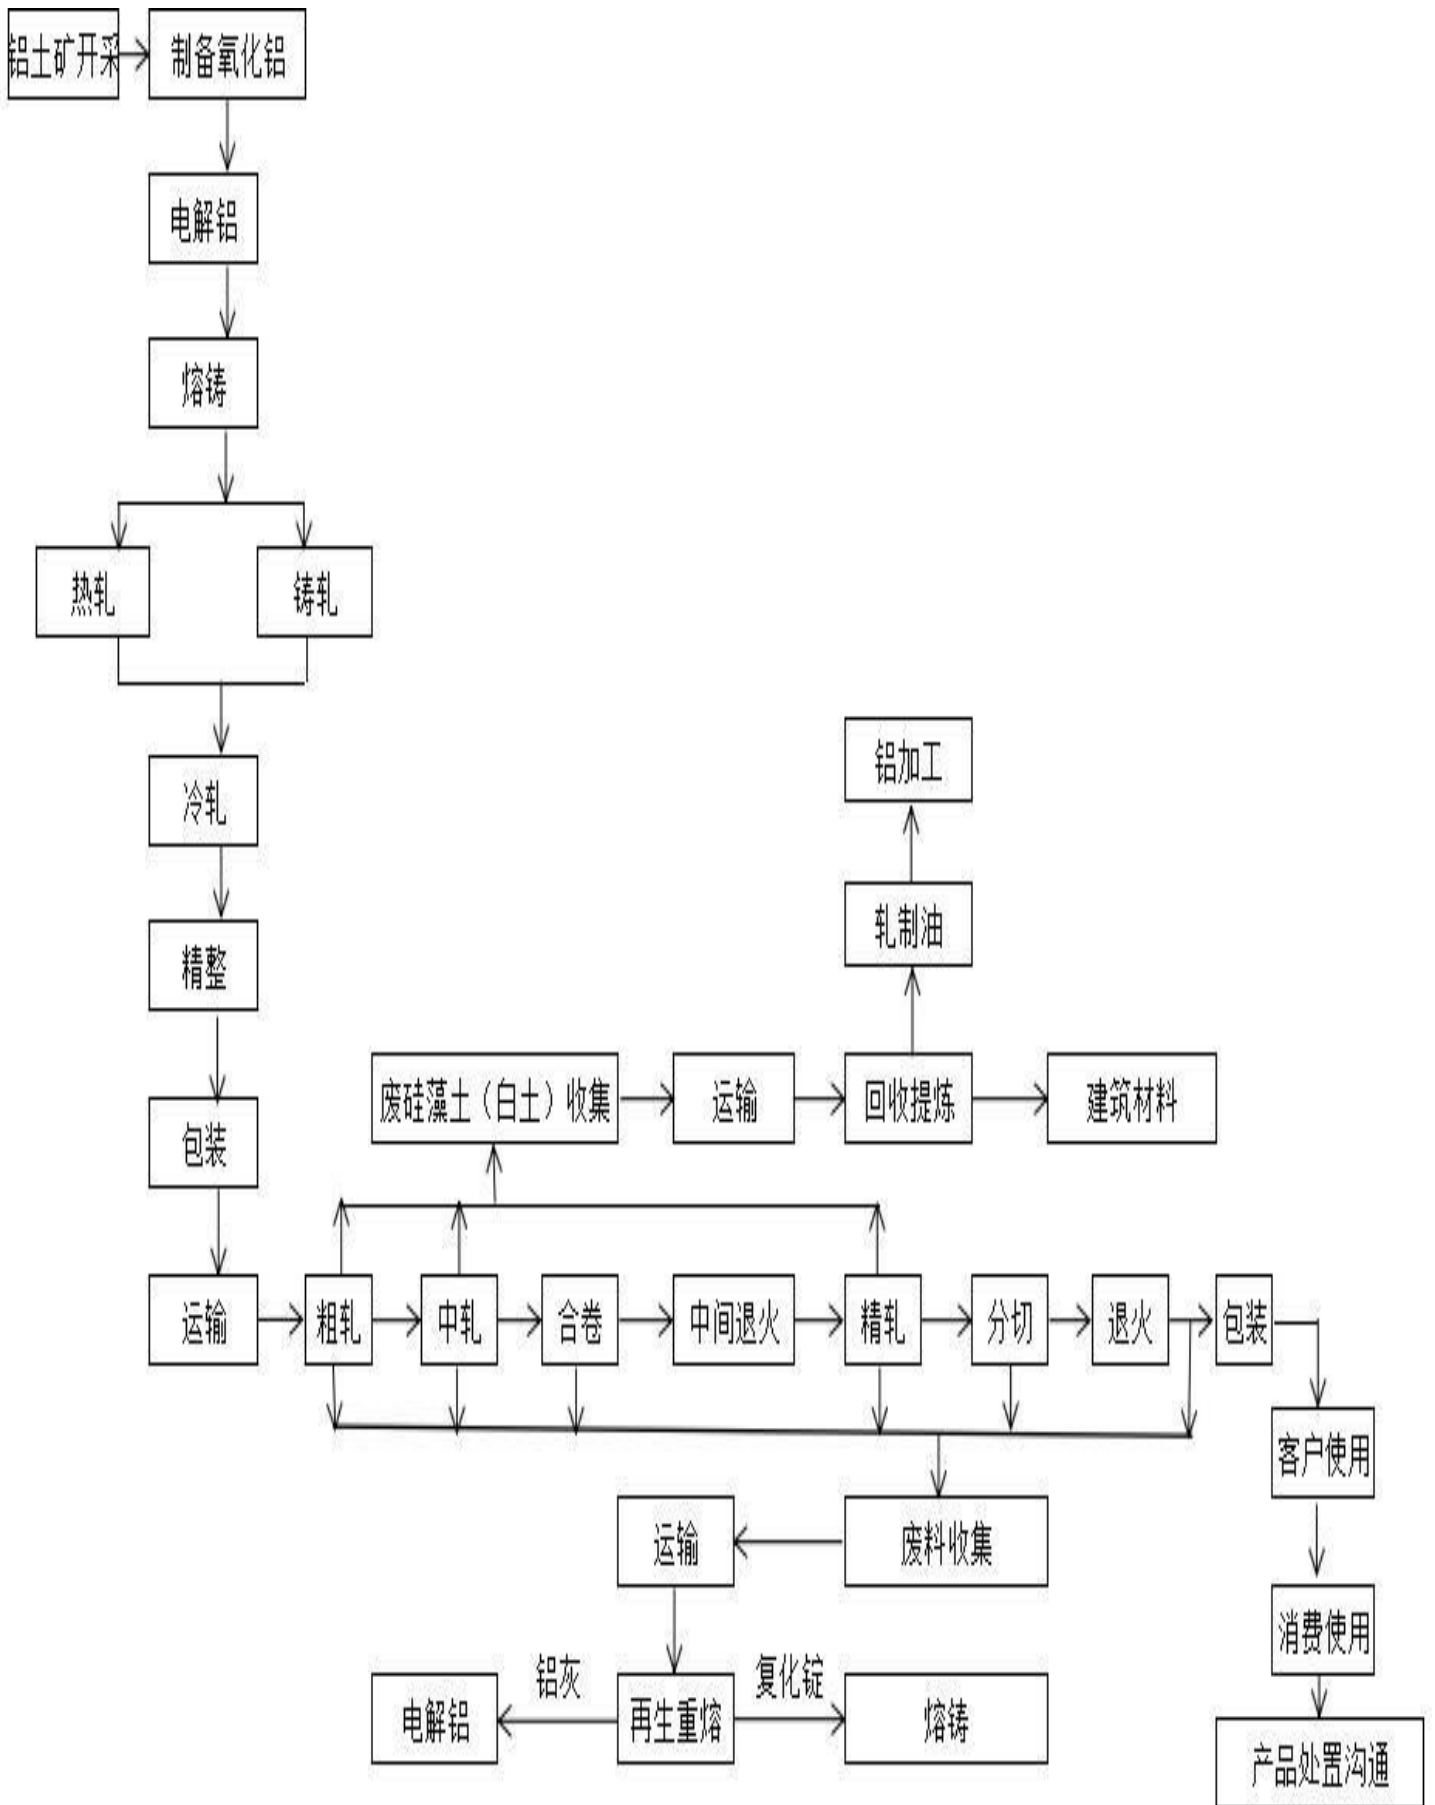 铝土矿开采
制备氧化铝
电解铝
熔铸
热轧
铸轧
冷轧
铝加工
轧制油
精整
废硅藻土（白土）收集
运输
回收提炼
建筑材料
包装
运输
粗轧
中轧
合卷
中间退火
精轧
分切
退火
包装
客户使用
运输
废料收集
消费使用
铝灰
复化锭
电解铝
再生重熔
熔铸
产品处置沟通